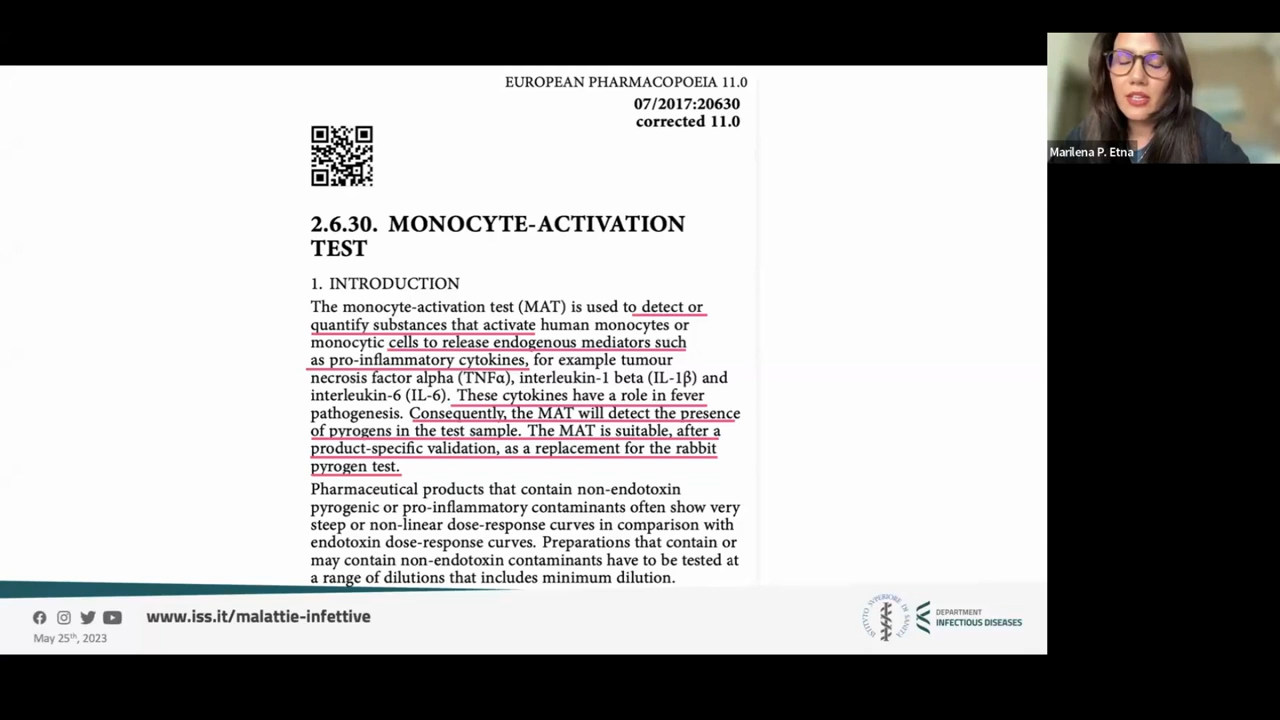 EUROPEAN PHARMACOPOEIA 11.0
07/2017:20630
corrected 11.0
2.6.30. MONOCYTE-ACTIVATION
TEST
1. INTRODUCTION
The monocyte-activation test (MAT) is used to detect or
quantify substances that activate human monocytes or
monocytic cells to release endogenous mediators such
as pro-inflammatory cytokines, for example tumour
necrosis factor alpha (TNFα), interleukin-1 beta (IL-1β) and
interleukin-6 (IL-6). These cytokines have a role in fever
pathogenesis. Consequently, the MAT will detect the presence
of pyrogens in the test sample. The MAT is suitable, after a
product-specific validation, as a replacement for the rabbit
pyrogen test.
Pharmaceutical products that contain non-endotoxin
pyrogenic or pro-inflammatory contaminants often show very
steep or non-linear dose-response curves in comparison with
endotoxin dose-response curves. Preparations that contain or
may contain non-endotoxin contaminants have to be tested at
a range of dilutions that includes minimum dilution.
www.iss.it/malattie-infettive
May 25th, 2023
ISTITUTO SUPERIORE DI SANITÀ
DEPARTMENT
INFECTIOUS DISEASES
Marilena P. Etna